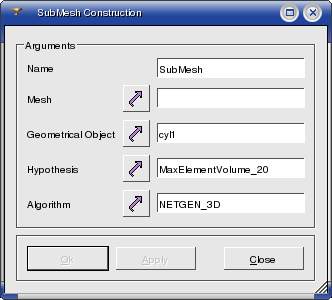 SubMesh Construction
Arguments
Name SubMesh
Mesh
Geometrical Object cyl1
Hypothesis MaxElementVolume_20
Algorithm NETGEN_3D
Ok Apply Close